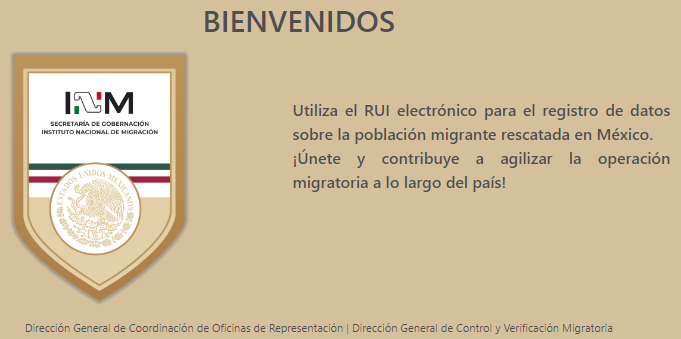 BIENVENIDOS
INM
SECRETARÍA DE GOBERNACIÓN
INSTITUTO NACIONAL DE MIGRACIÓN
ESTADOS UNIDOS MEXICANOS
Utiliza el RUI electrónico para el registro de datos
sobre la población migrante rescatada en México.
¡Únete y contribuye a agilizar la operación
migratoria a lo largo del país!
Dirección General de Coordinación de Oficinas de Representación | Dirección General de Control y Verificación Migratoria